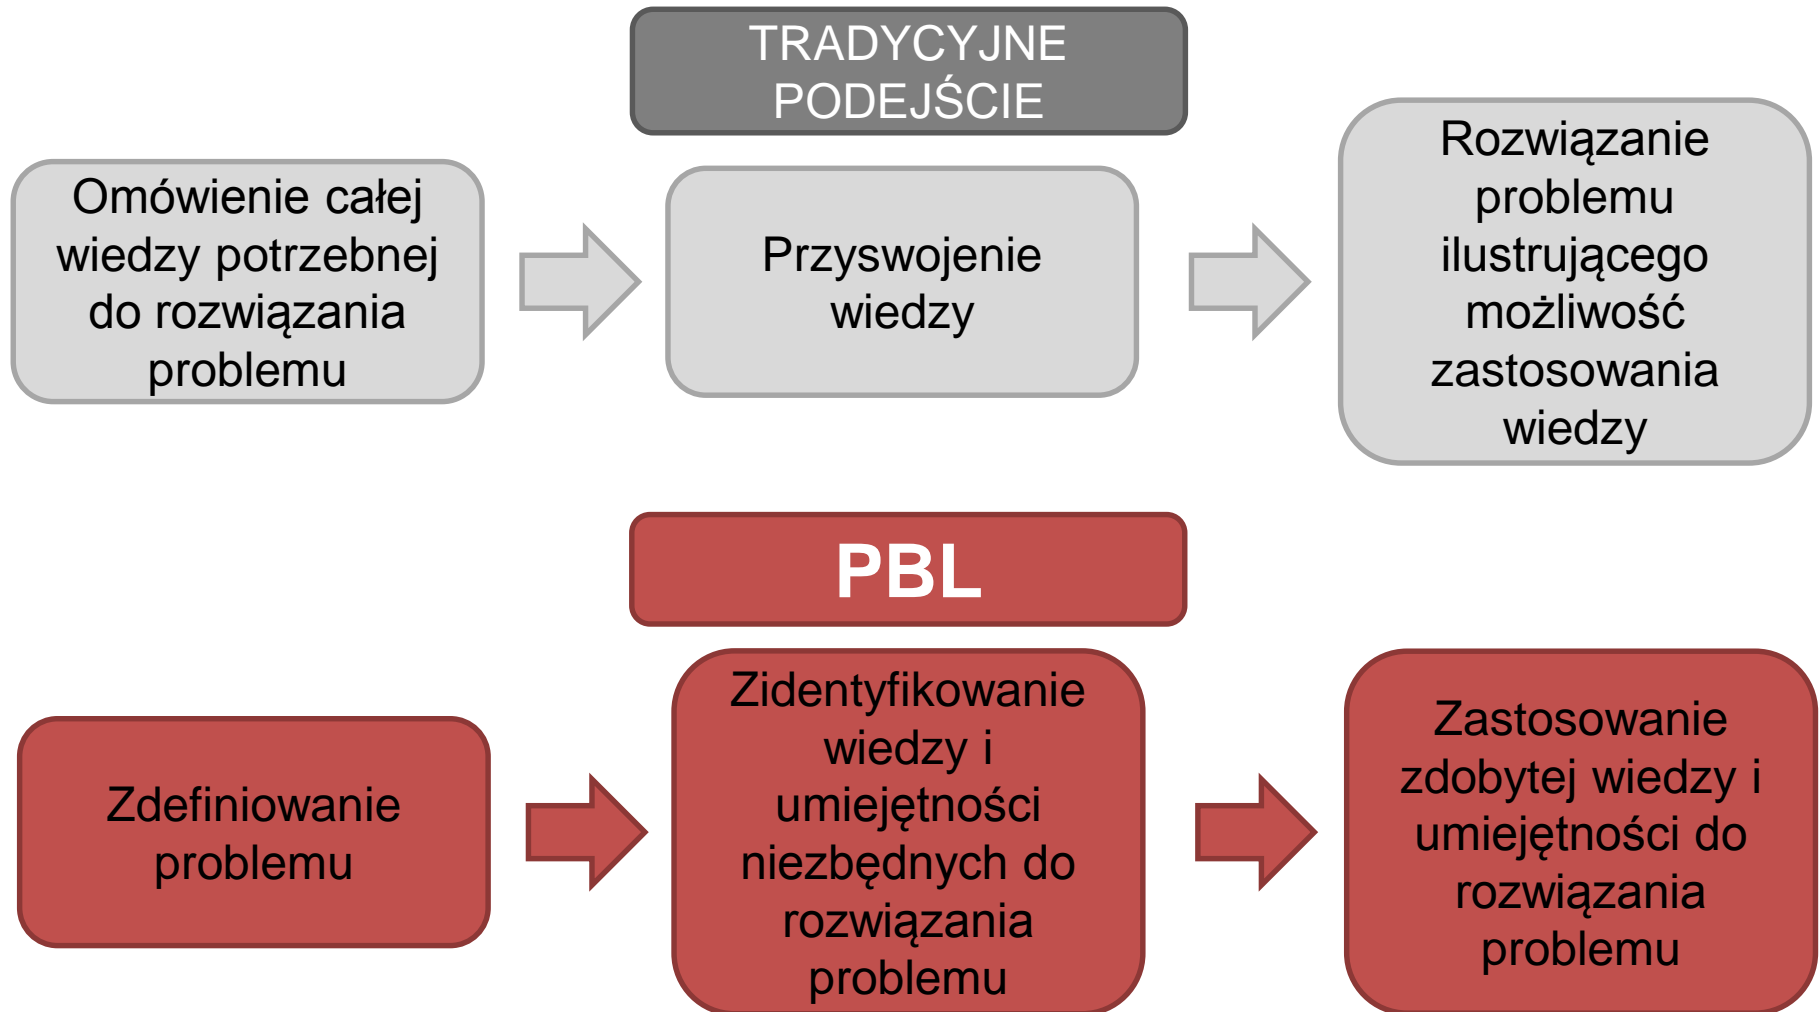 TRADYCYJNE
PODEJŚCIE
Omówienie całej
wiedzy potrzebnej
do rozwiązania
problemu
Przyswojenie
wiedzy
Rozwiązanie
problemu
ilustrującego
możliwość
zastosowania
wiedzy
PBL
Zdefiniowanie
problemu
Zidentyfikowanie
wiedzy i
umiejętności
niezbędnych do
rozwiązania
problemu
Zastosowanie
zdobytej wiedzy i
umiejętności do
rozwiązania
problemu